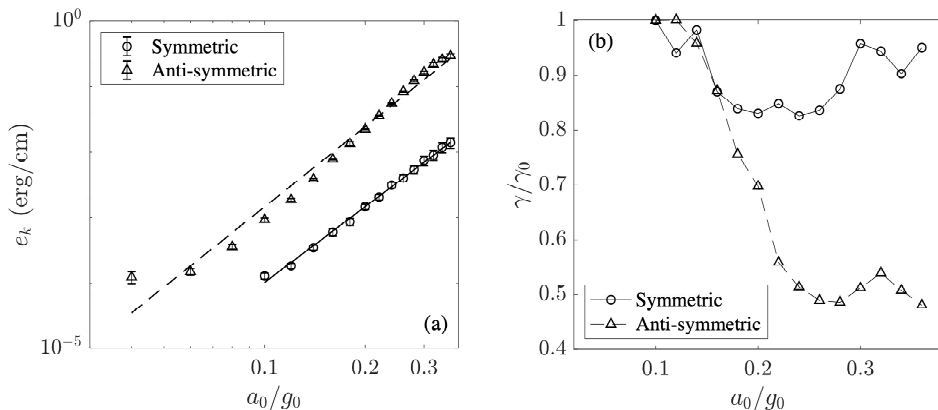 10^0
Symmetric
Anti-symmetric
e_k (erg/cm)
(a)
10^-5
0.1
0.2
0.3
a_0/g_0
1
(b)
0.9
0.8
γ/γ_0
0.7
0.6
0.5
Symmetric
Anti-symmetric
0.4
0.1
0.2
0.3
a_0/g_0